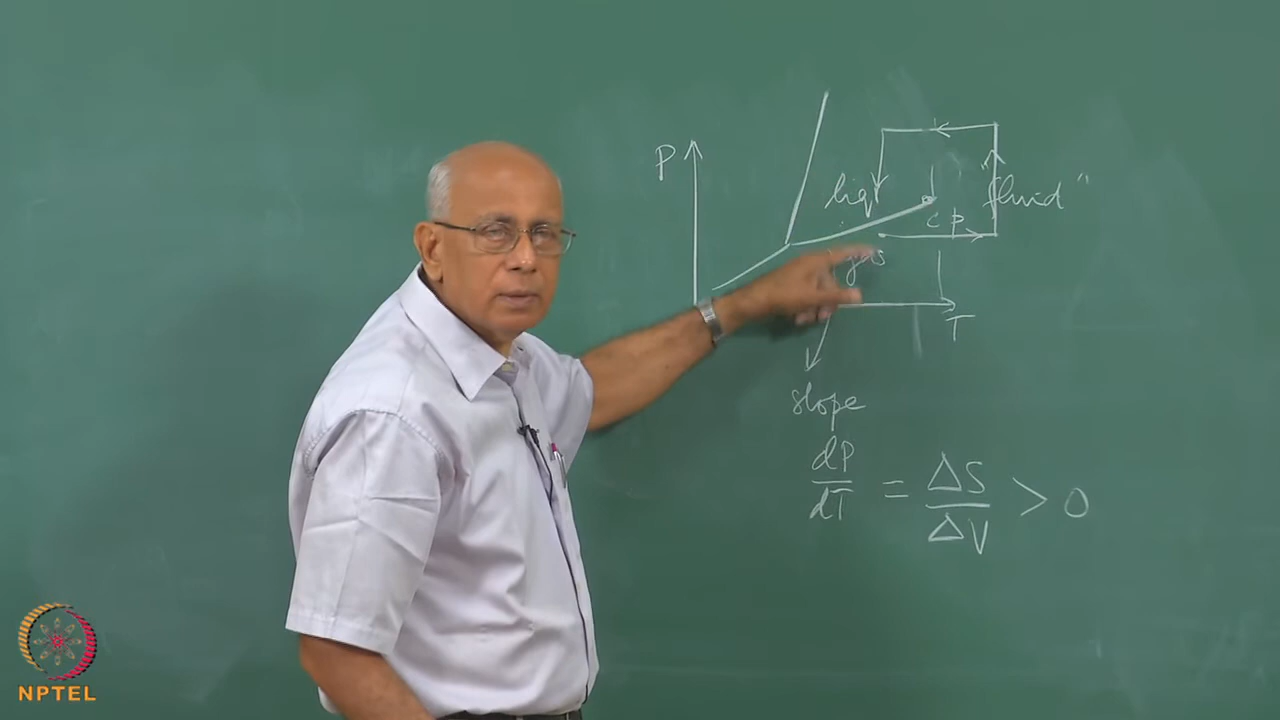 P
liq
fluid"
cp
gas
T
slope
dP/dT = ΔS/ΔV > 0
NPTEL